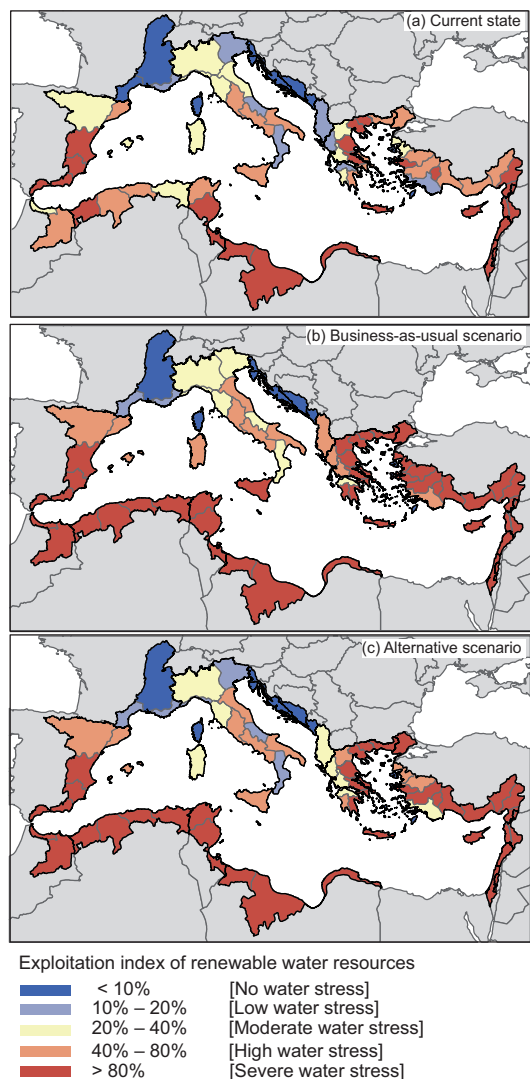 (a) Current state
(b) Business-as-usual scenario
(c) Alternative scenario
Exploitation index of renewable water resources
< 10% [No water stress]
10% – 20% [Low water stress]
20% – 40% [Moderate water stress]
40% – 80% [High water stress]
> 80% [Severe water stress]